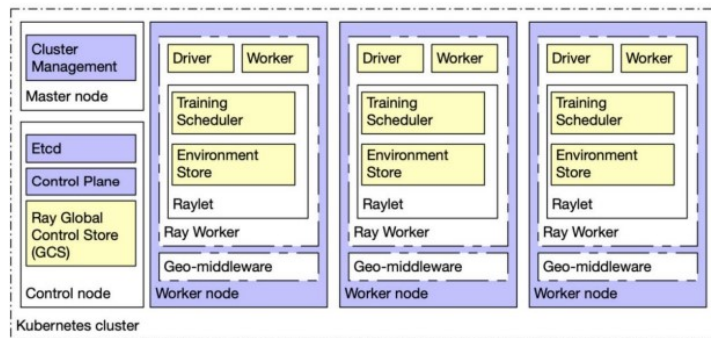 Cluster
Management
Master node
Etcd
Control Plane
Ray Global
Control Store
(GCS)
Control node
Driver
Worker
Training
Scheduler
Environment
Store
Raylet
Ray Worker
Geo-middleware
Worker node
Driver
Worker
Training
Scheduler
Environment
Store
Raylet
Ray Worker
Geo-middleware
Worker node
Driver
Worker
Training
Scheduler
Environment
Store
Raylet
Ray Worker
Geo-middleware
Worker node
Kubernetes cluster